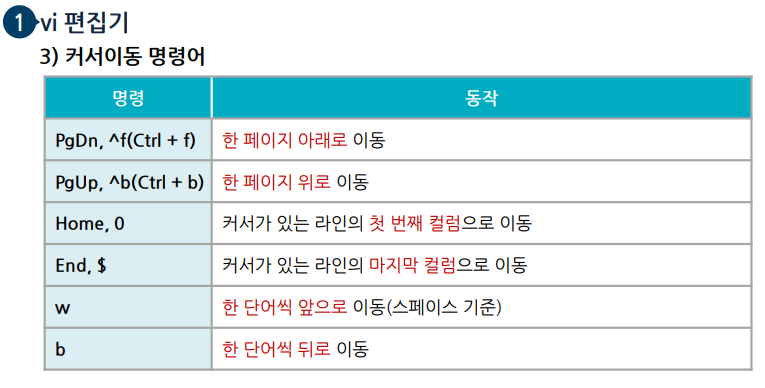 1 vi 편집기
3) 커서이동 명령어
명령 동작
PgDn, ^f(Ctrl + f) 한 페이지 아래로 이동
PgUp, ^b(Ctrl + b) 한 페이지 위로 이동
Home, 0 커서가 있는 라인의 첫 번째 컬럼으로 이동
End, $ 커서가 있는 라인의 마지막 컬럼으로 이동
w 한 단어씩 앞으로 이동(스페이스 기준)
b 한 단어씩 뒤로 이동